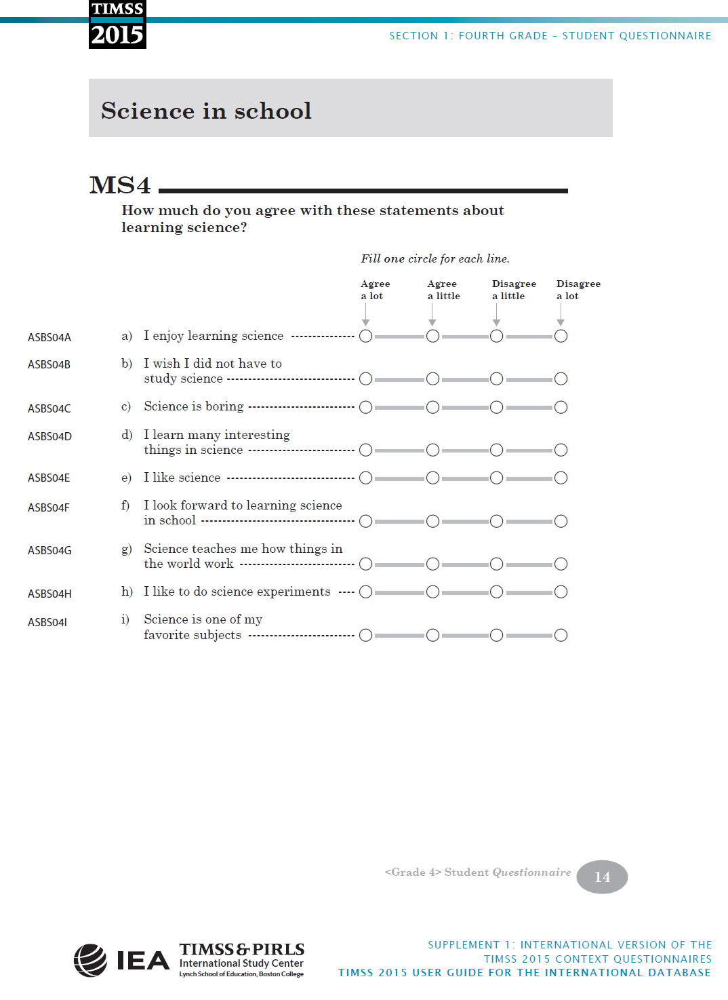 TIMSS
2015
SECTION 1: FOURTH GRADE – STUDENT QUESTIONNAIRE
Science in school
MS4
How much do you agree with these statements about
learning science?
Fill one circle for each line.
Agree a lot
Agree a little
Disagree a little
Disagree a lot
ASBS04A a) I enjoy learning science
ASBS04B b) I wish I did not have to
study science
ASBS04C c) Science is boring
ASBS04D d) I learn many interesting
things in science
ASBS04E e) I like science
ASBS04F f) I look forward to learning science
in school
ASBS04G g) Science teaches me how things in
the world work
ASBS04H h) I like to do science experiments
ASBS04I i) Science is one of my
favorite subjects
<Grade 4> Student Questionnaire 14
IEA
TIMSS & PIRLS
International Study Center
Lynch School of Education, Boston College
SUPPLEMENT 1: INTERNATIONAL VERSION OF THE
TIMSS 2015 CONTEXT QUESTIONNAIRES
TIMSS 2015 USER GUIDE FOR THE INTERNATIONAL DATABASE